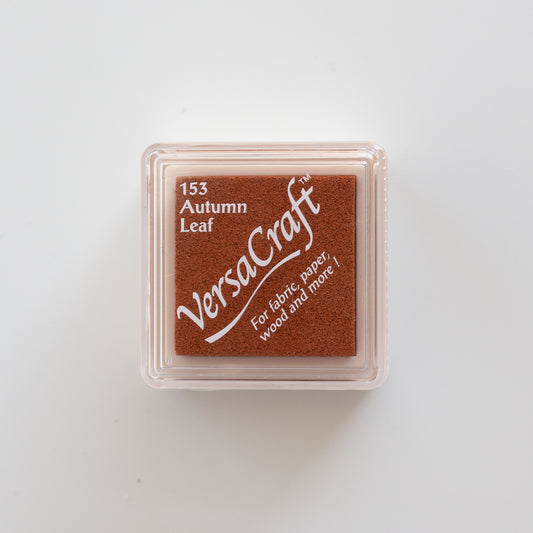 153
Autumn
Leaf
VersaCraft™
For fabric, paper,
wood and more !